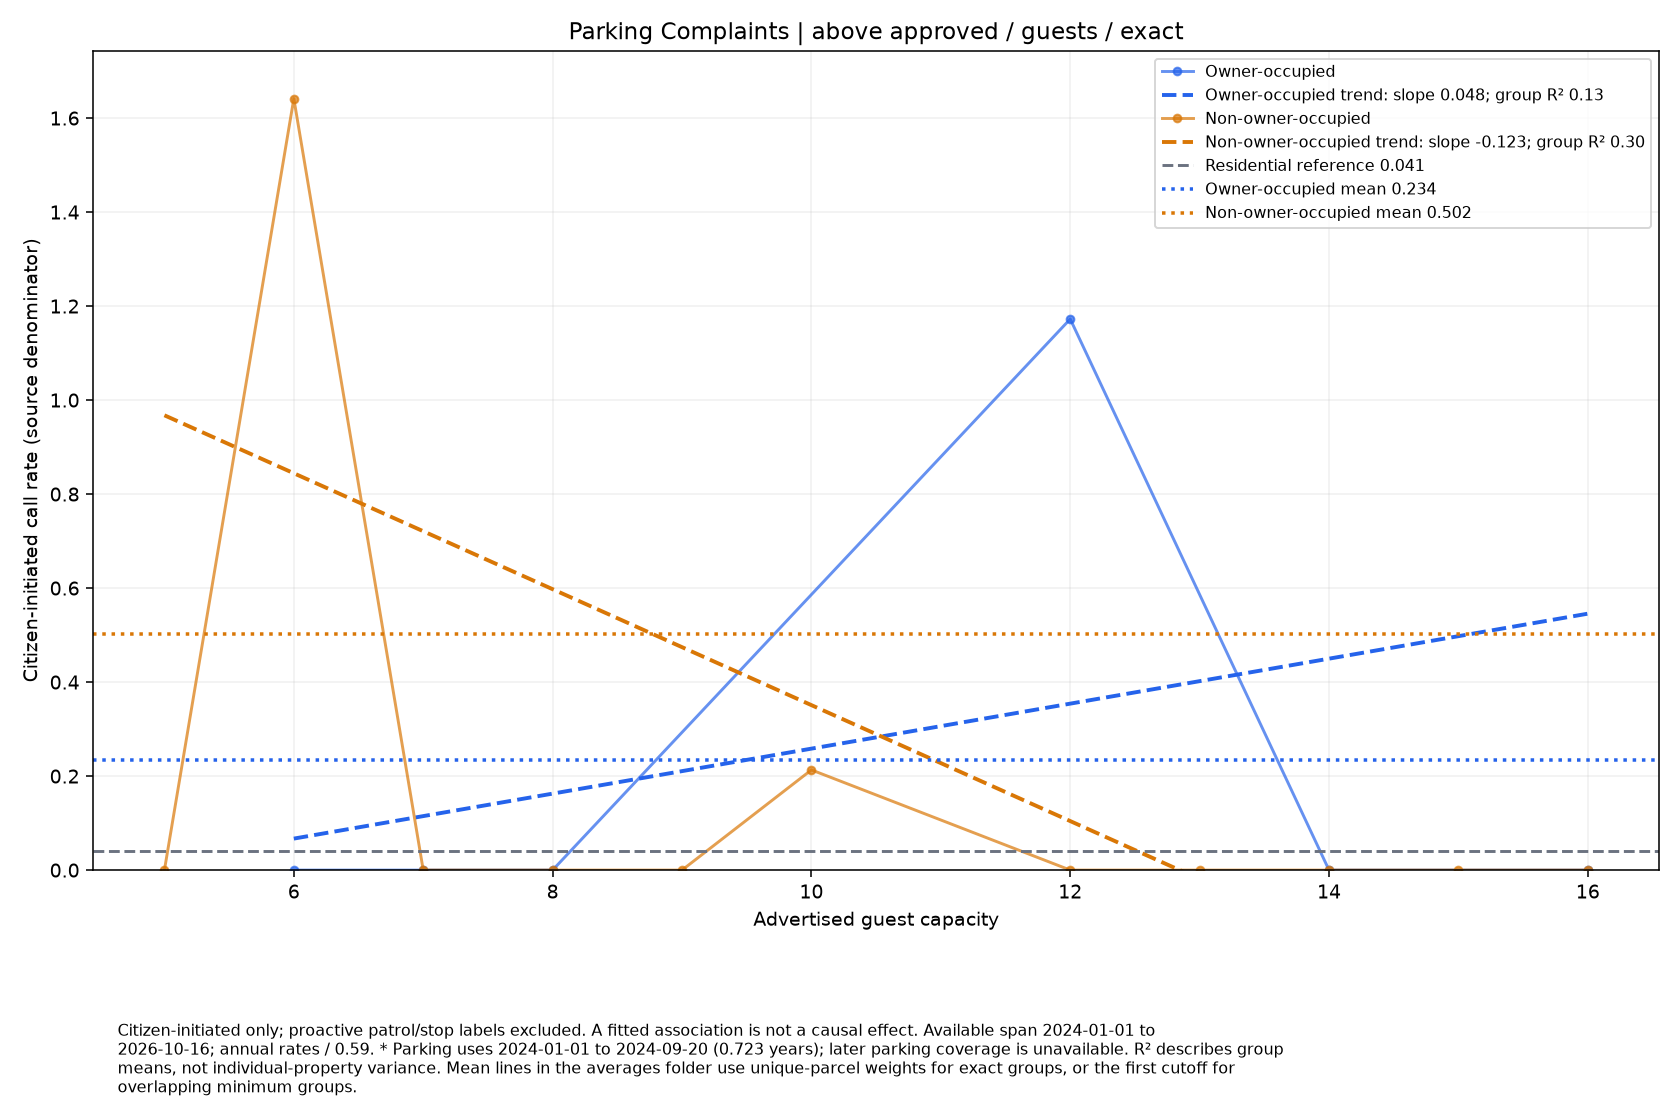 Parking Complaints | above approved / guests / exact
Owner-occupied
Owner-occupied trend: slope 0.048; group R² 0.13
Non-owner-occupied
Non-owner-occupied trend: slope -0.123; group R² 0.30
Residential reference 0.041
Owner-occupied mean 0.234
Non-owner-occupied mean 0.502
Citizen-initiated call rate (source denominator)
1.6
1.4
1.2
1.0
0.8
0.6
0.4
0.2
0.0
6
8
10
12
14
16
Advertised guest capacity
Citizen-initiated only; proactive patrol/stop labels excluded. A fitted association is not a causal effect. Available span 2024-01-01 to
2026-10-16; annual rates / 0.59. * Parking uses 2024-01-01 to 2024-09-20 (0.723 years); later parking coverage is unavailable. R² describes group
means, not individual-property variance. Mean lines in the averages folder use unique-parcel weights for exact groups, or the first cutoff for
overlapping minimum groups.